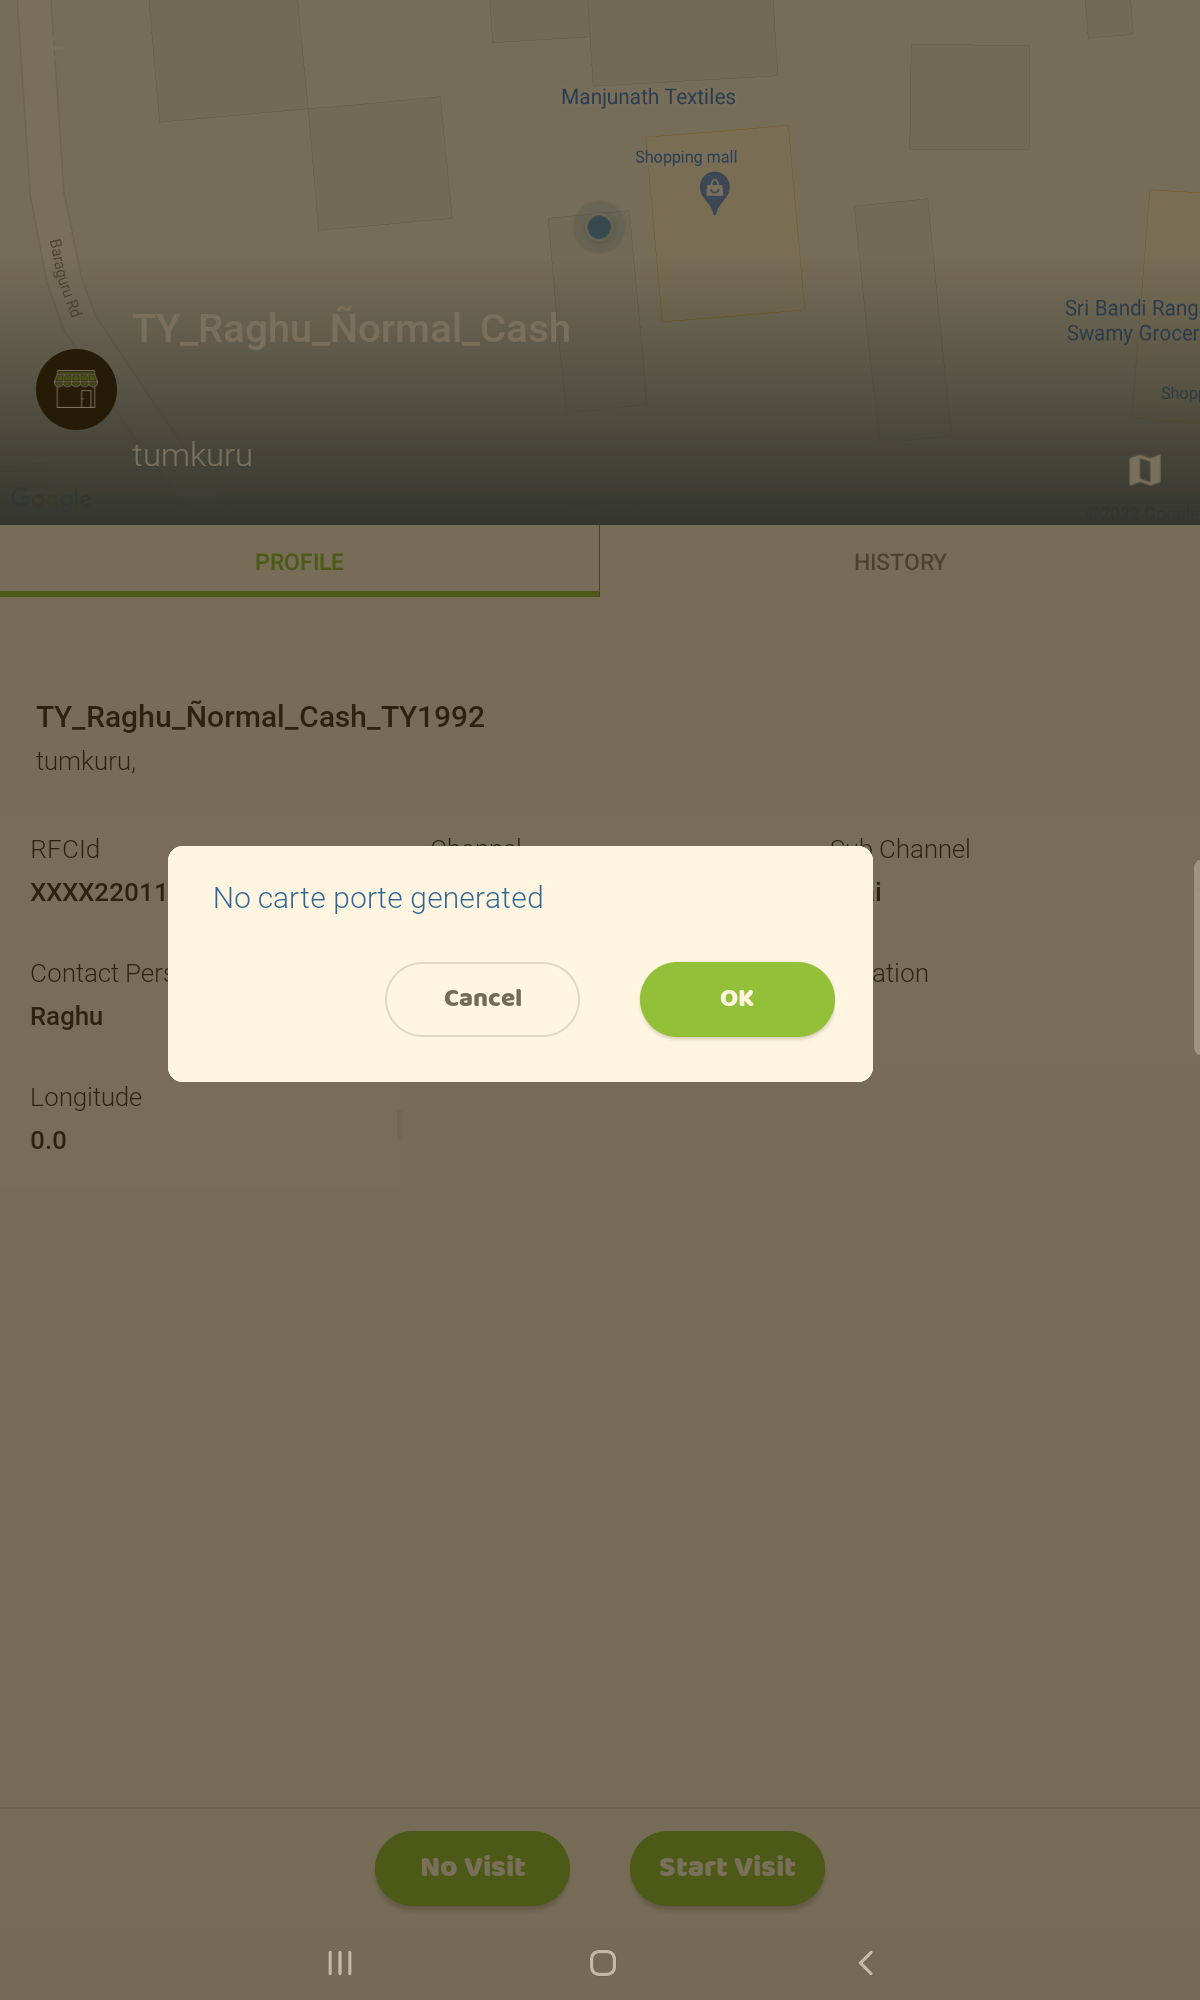 Manjunath Textiles
Shopping mall
Baraguru Rd
Sri Bandi Rang
Swamy Grocer
Shop
TY_Raghu_Ñormal_Cash
tumkuru
Google
PROFILE
HISTORY
TY_Raghu_Ñormal_Cash_TY1992
tumkuru,
RFCId
Channel
Sub Channel
XXXX22011
No carte porte generated
Contact Pers
ation
Cancel
OK
Raghu
Longitude
0.0
No Visit
Start Visit